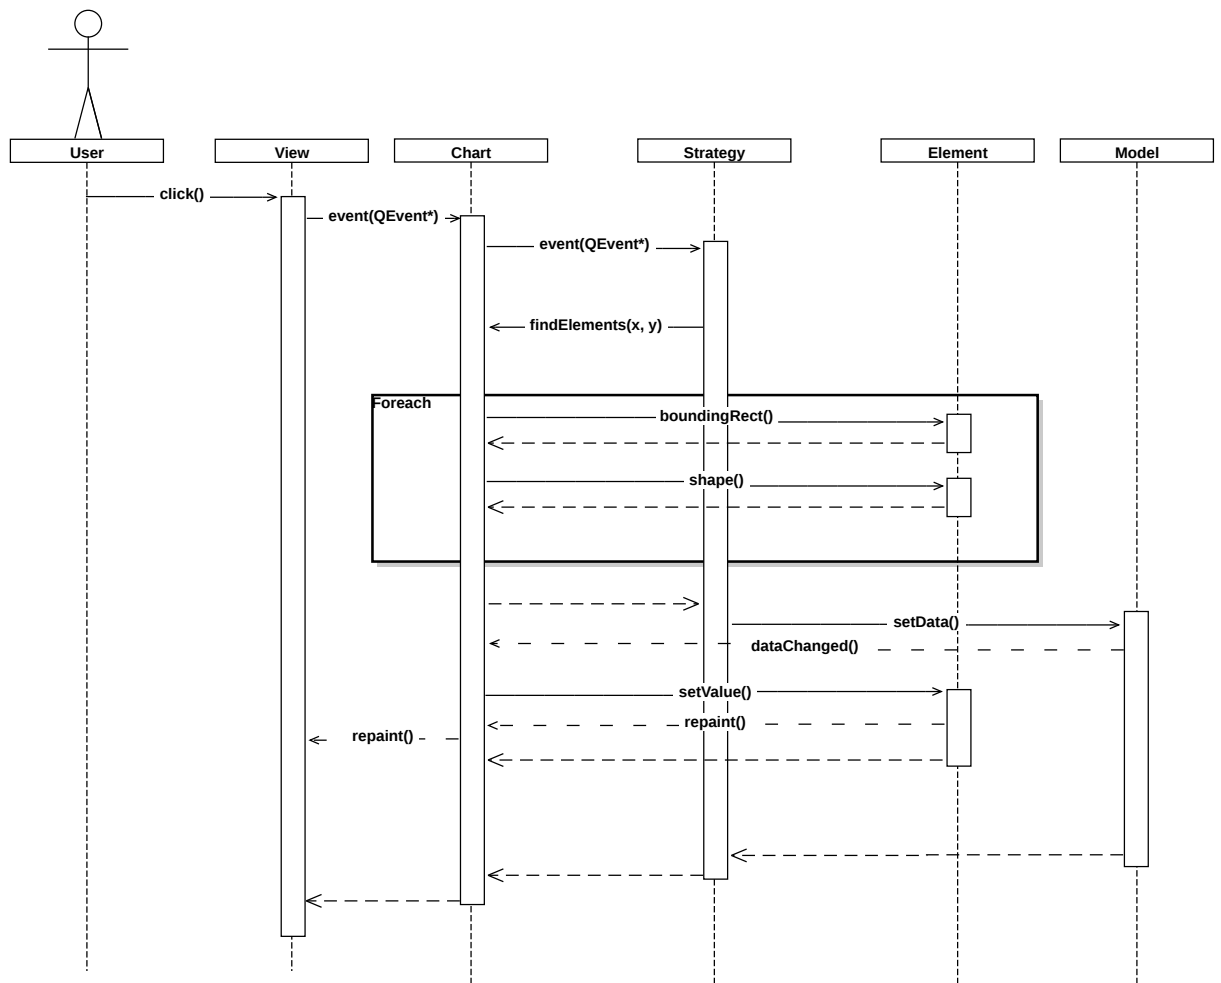 User
View
Chart
Strategy
Element
Model
click()
event(QEvent*)
event(QEvent*)
findElements(x, y)
Foreach
boundingRect()
shape()
setData()
dataChanged()
setValue()
repaint()
repaint()